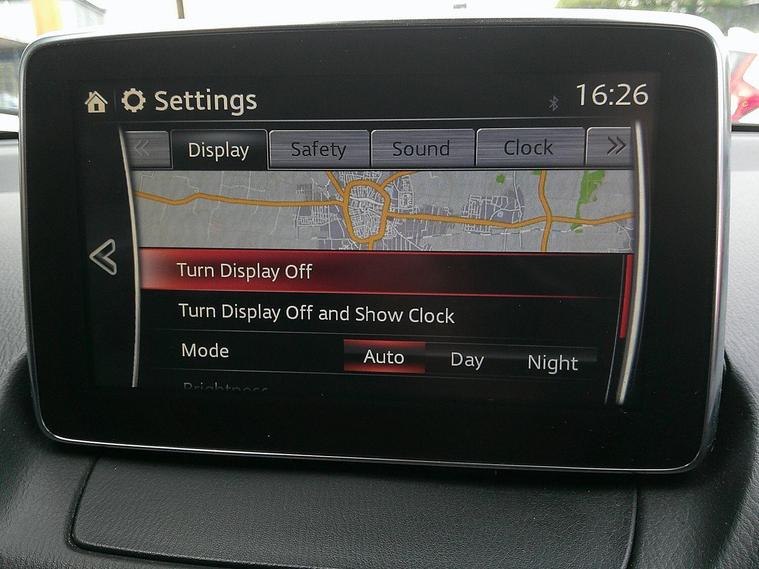 Settings 16:26
Display Safety Sound Clock
Turn Display Off
Turn Display Off and Show Clock
Mode Auto Day Night
Brightness